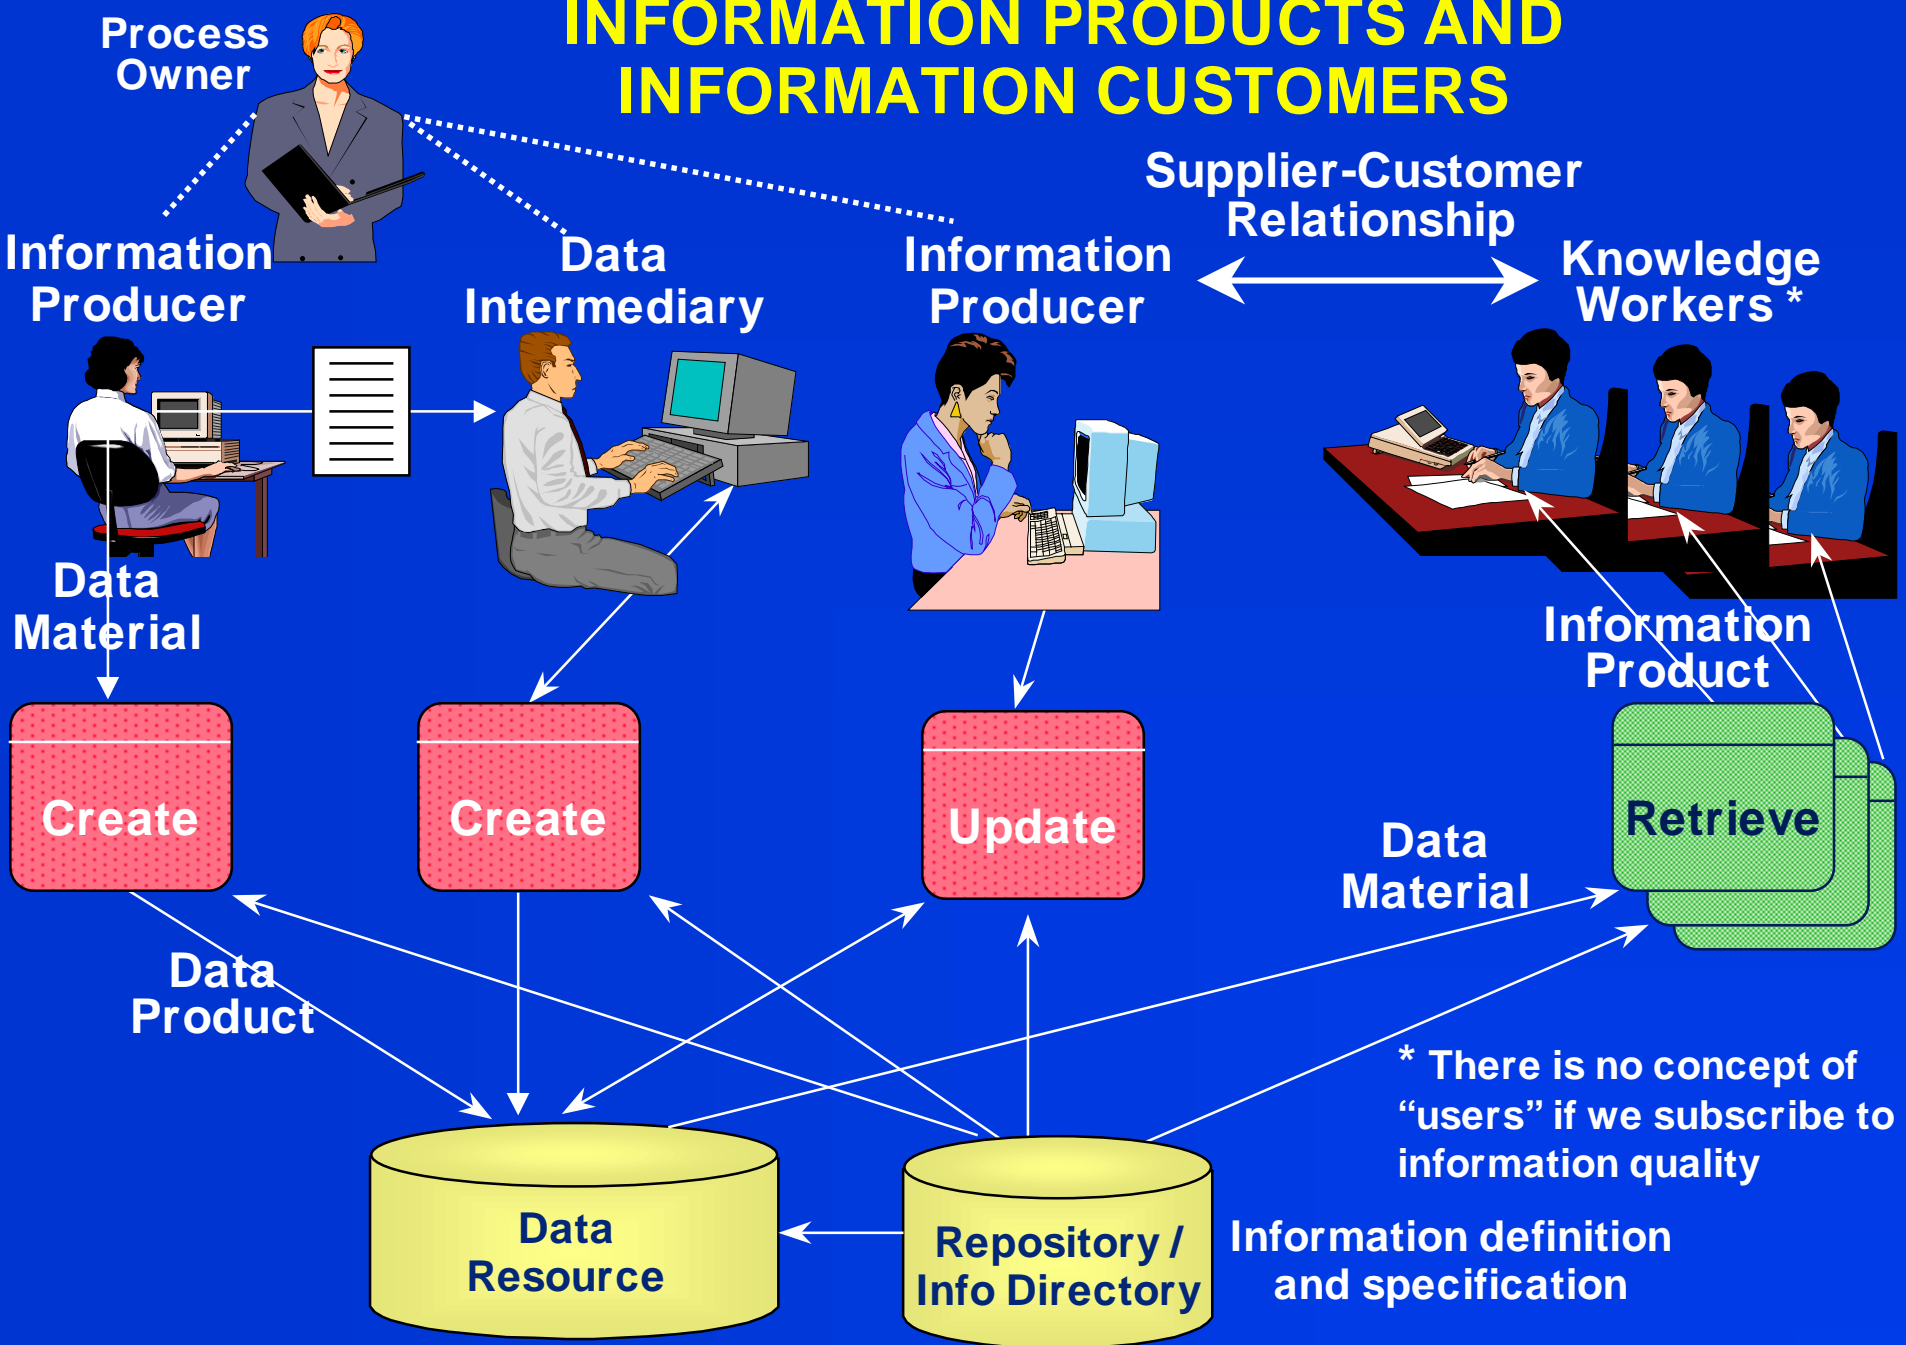 INFORMATION PRODUCTS AND
INFORMATION CUSTOMERS
Process
Owner
Supplier-Customer
Relationship
Information
Producer
Data
Intermediary
Information
Producer
Knowledge
Workers *
Data
Material
Information
Product
Create
Create
Update
Retrieve
Data
Material
Data
Product
* There is no concept of
“users” if we subscribe to
information quality
Data
Resource
Repository /
Info Directory
Information definition
and specification